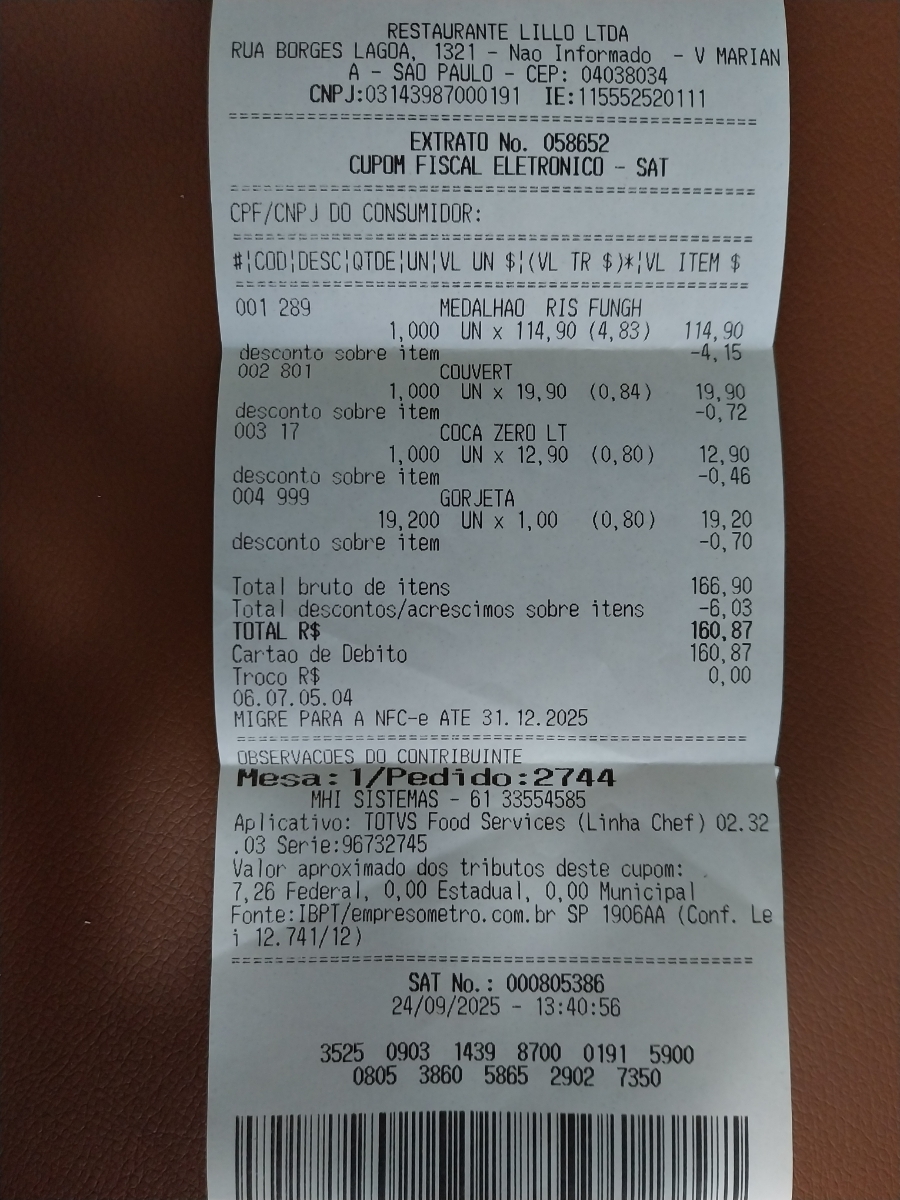 RESTAURANTE LILLO LTDA
RUA BORGES LAGOA, 1321 - Nao Informado - V MARIAN
A - SAO PAULO - CEP: 04038034
CNPJ:03143987000191 IE:115552520111
==================================================
EXTRATO No. 058652
CUPOM FISCAL ELETRONICO - SAT
==================================================
CPF/CNPJ DO CONSUMIDOR:
==================================================
#|COD|DESC|QTDE|UN|VL UN $|(VL TR $)*|VL ITEM $
==================================================
001 289 MEDALHAO RIS FUNGH
1,000 UN x 114,90 (4,83) 114,90
desconto sobre item -4,15
002 801 COUVERT
1,000 UN x 19,90 (0,84) 19,90
desconto sobre item -0,72
003 17 COCA ZERO LT
1,000 UN x 12,90 (0,80) 12,90
desconto sobre item -0,46
004 999 GORJETA
19,200 UN x 1,00 (0,80) 19,20
desconto sobre item -0,70
Total bruto de itens 166,90
Total descontos/acrescimos sobre itens -6,03
TOTAL R$ 160,87
Cartao de Debito 160,87
Troco R$ 0,00
06.07.05.04
MIGRE PARA A NFC-e ATE 31.12.2025
==================================================
OBSERVACOES DO CONTRIBUINTE
Mesa:1/Pedido:2744
MHI SISTEMAS - 61 33554585
Aplicativo: TOTVS Food Services (Linha Chef) 02.32
.03 Serie:96732745
Valor aproximado dos tributos deste cupom:
7,26 Federal, 0,00 Estadual, 0,00 Municipal
Fonte:IBPT/empresometro.com.br SP 1906AA (Conf. Le
i 12.741/12)
==================================================
SAT No.: 000805386
24/09/2025 - 13:40:56
3525 0903 1439 8700 0191 5900
0805 3860 5865 2902 7350